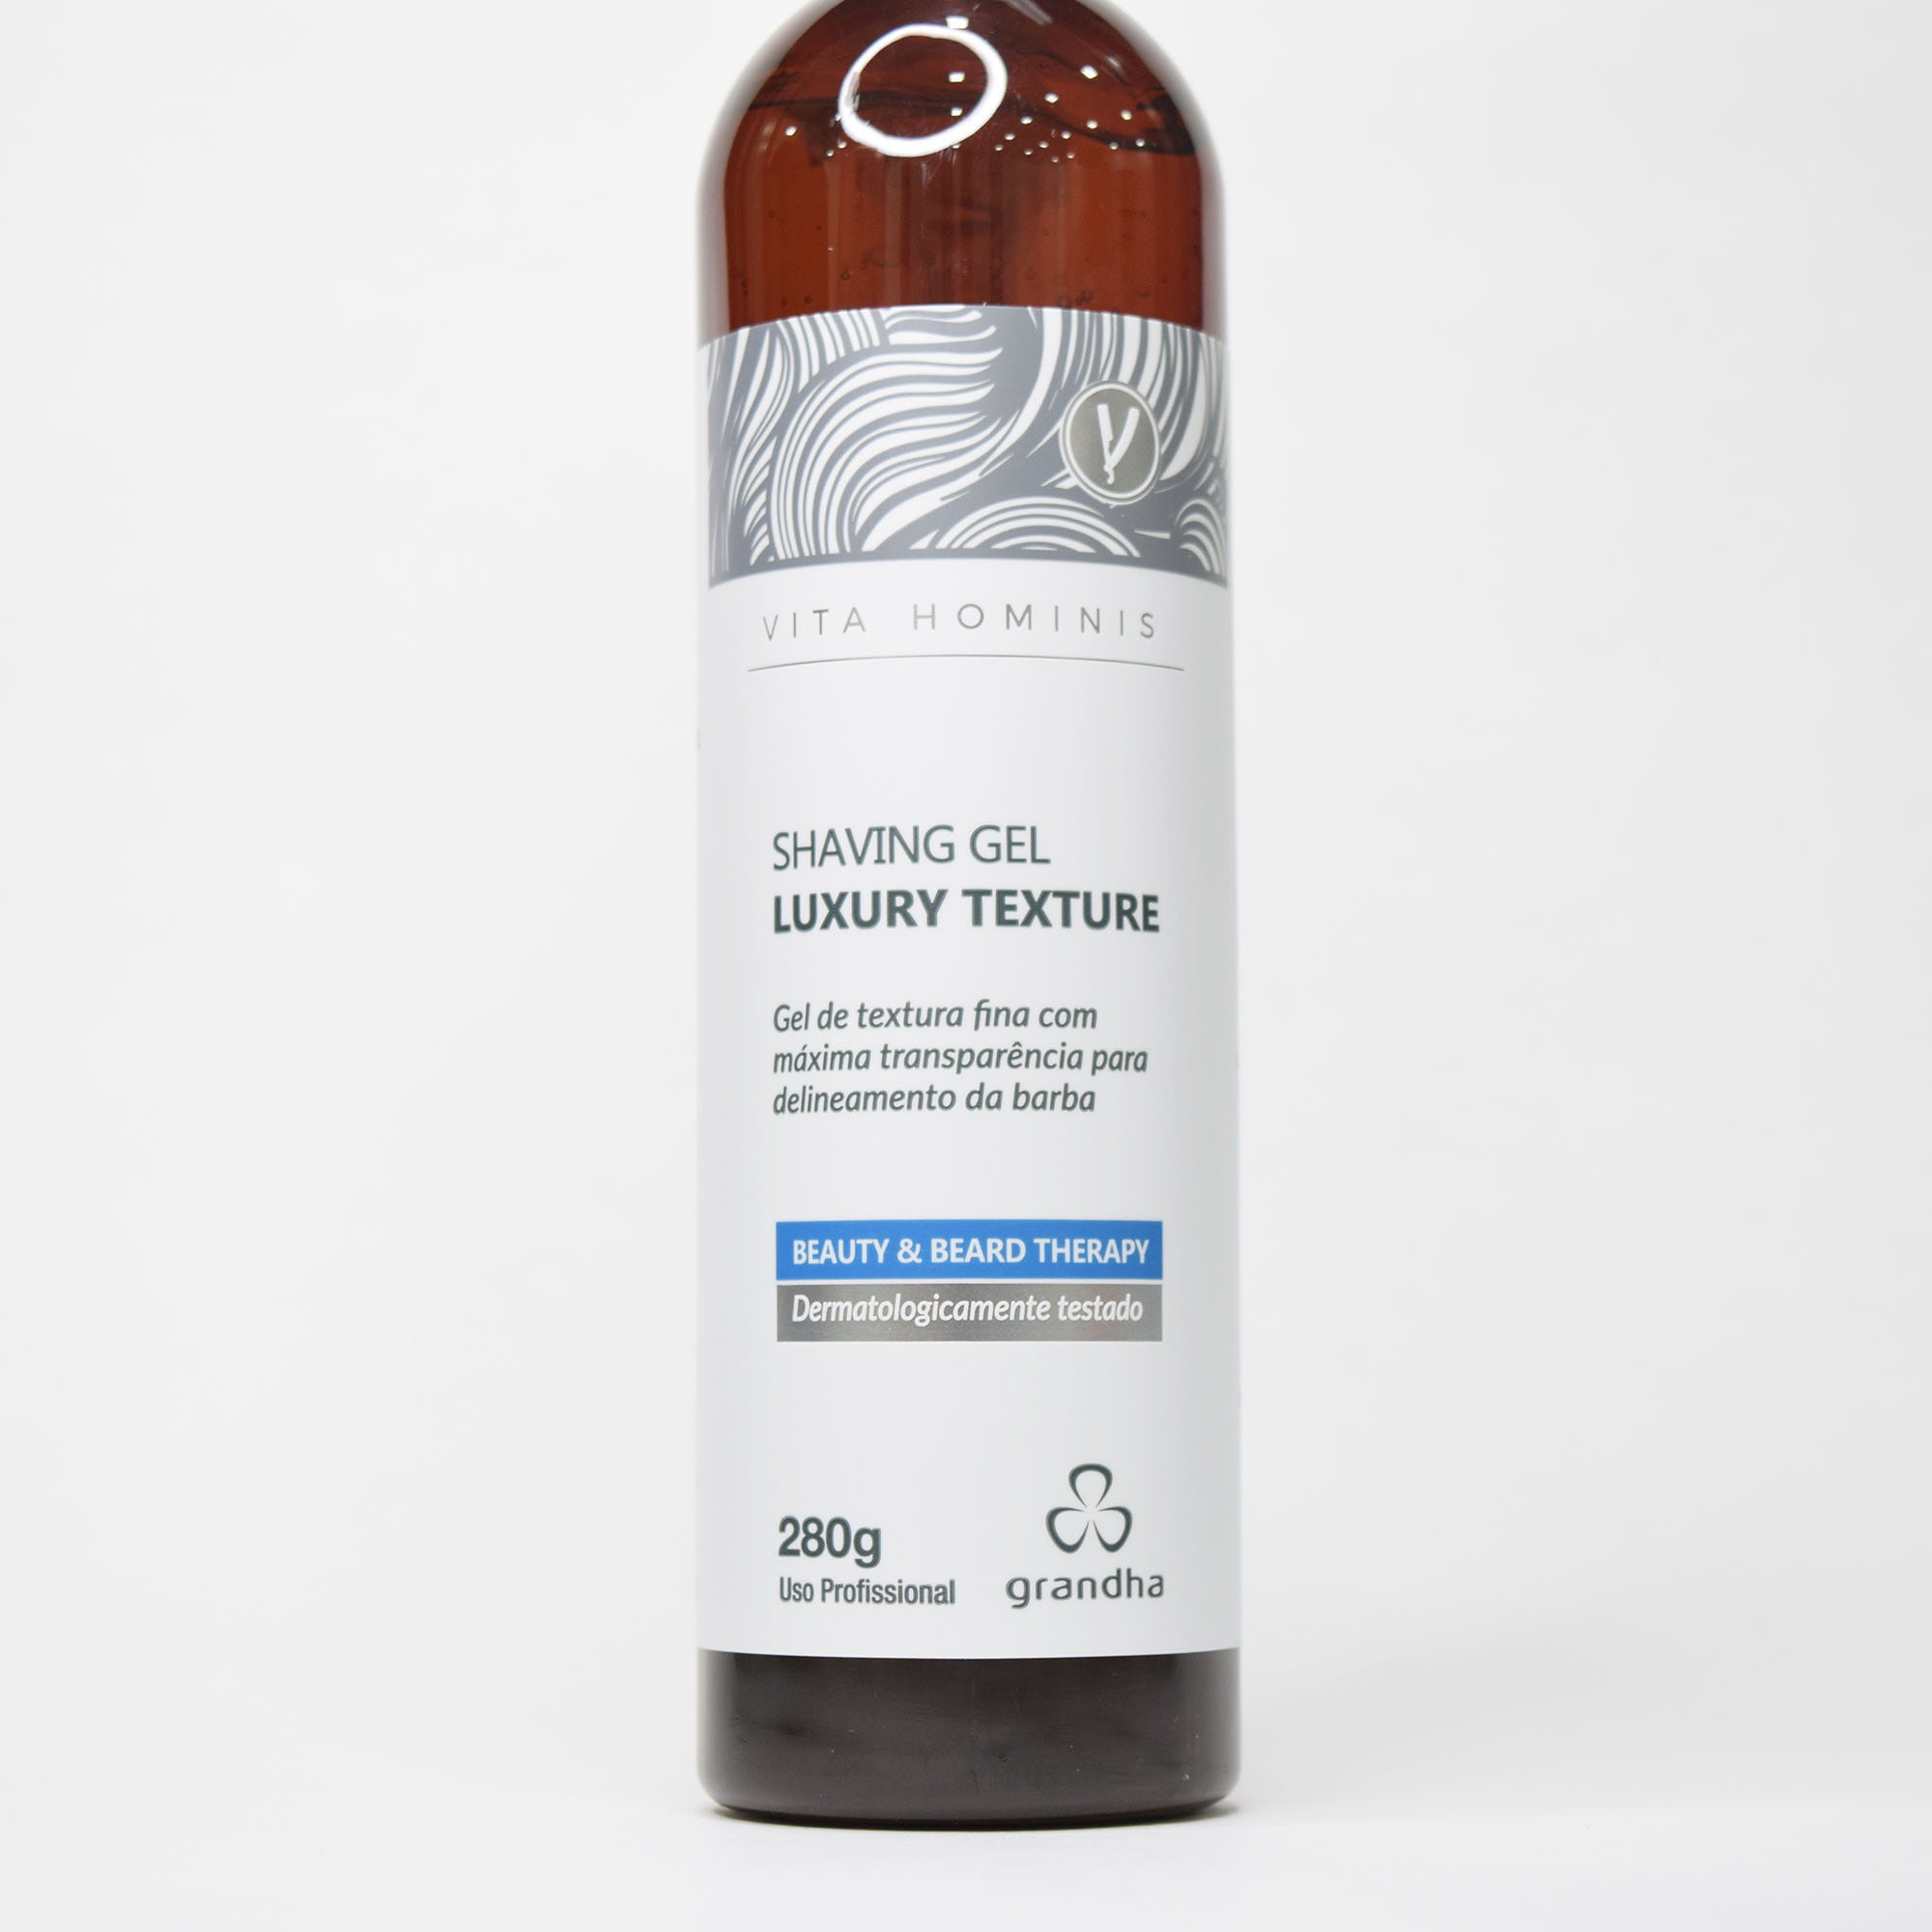 VITA HOMINIS
SHAVING GEL
LUXURY TEXTURE
Gel de textura fina com
máxima transparência para
delineamento da barba
BEAUTY & BEARD THERAPY
Dermatologicamente testado
280g
Uso Profissional
grandha